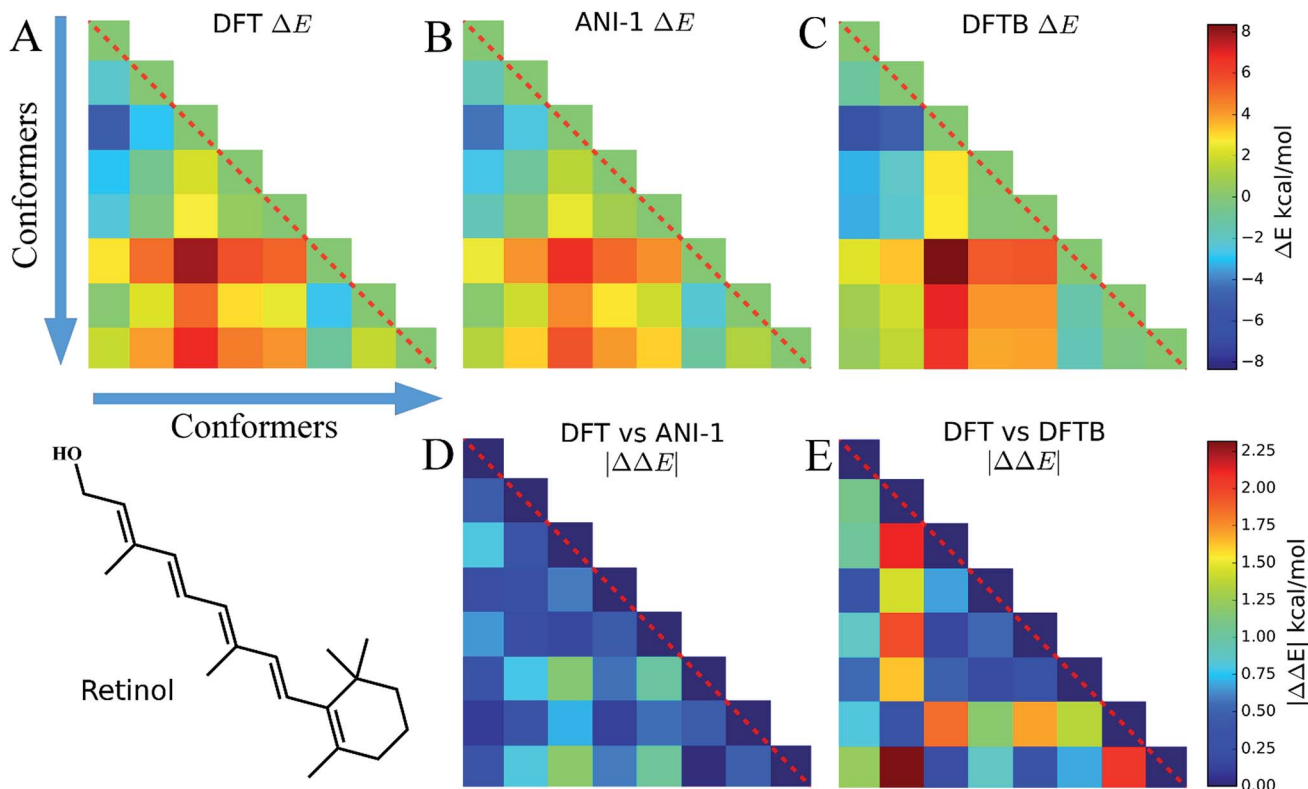 A
DFT ΔE
B
ANI-1 ΔE
C
DFTB ΔE
Conformers
Conformers
8
6
4
2
0
−2
−4
−6
−8
ΔE kcal/mol
D
DFT vs ANI-1
|ΔΔE|
E
DFT vs DFTB
|ΔΔE|
2.25
2.00
1.75
1.50
1.25
1.00
0.75
0.50
0.25
0.00
|ΔΔE| kcal/mol
HO
Retinol